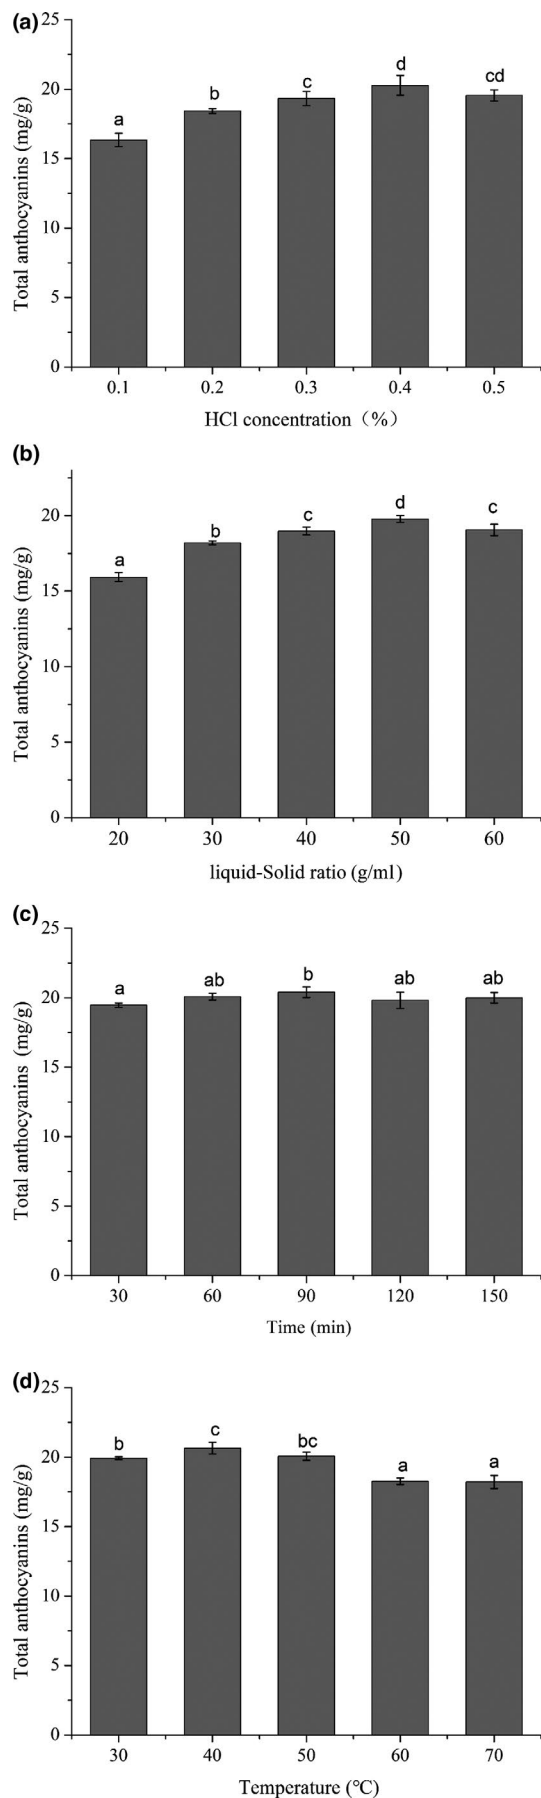 (a)
25
20
15
10
5
0
Total anthocyanins (mg/g)
a
b
c
d
cd
0.1 0.2 0.3 0.4 0.5
HCl concentration（%）
(b)
20
15
10
5
0
Total anthocyanins (mg/g)
a
b
c
d
c
20 30 40 50 60
liquid-Solid ratio (g/ml)
(c)
25
20
15
10
5
0
Total anthocyanins (mg/g)
a
ab
b
ab
ab
30 60 90 120 150
Time (min)
(d)
25
20
15
10
5
0
Total anthocyanins (mg/g)
b
c
bc
a
a
30 40 50 60 70
Temperature (℃)